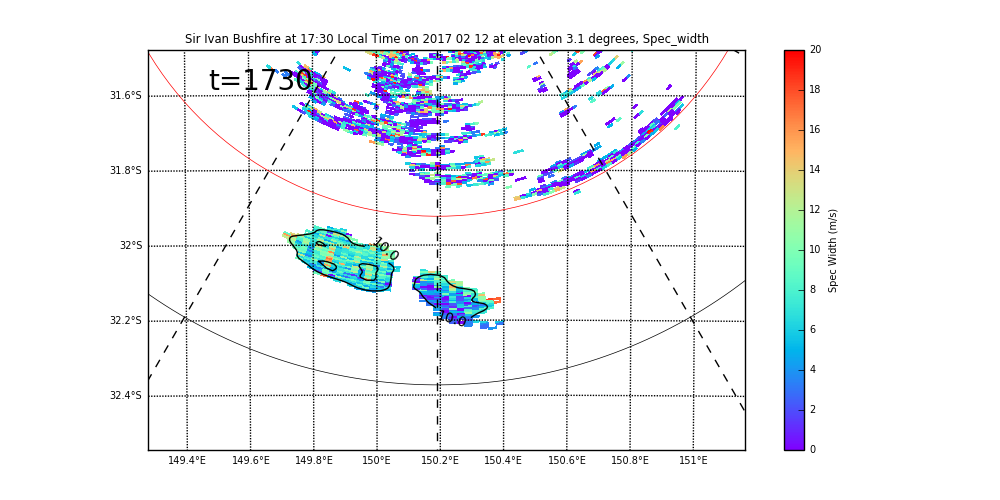 Sir Ivan Bushfire at 17:30 Local Time on 2017 02 12 at elevation 3.1 degrees, Spec_width
t=1730
31.6°S
31.8°S
32°S
32.2°S
32.4°S
10.0
10.0
149.4°E 149.6°E 149.8°E 150°E 150.2°E 150.4°E 150.6°E 150.8°E 151°E
20
18
16
14
12
10
8
6
4
2
0
Spec Width (m/s)